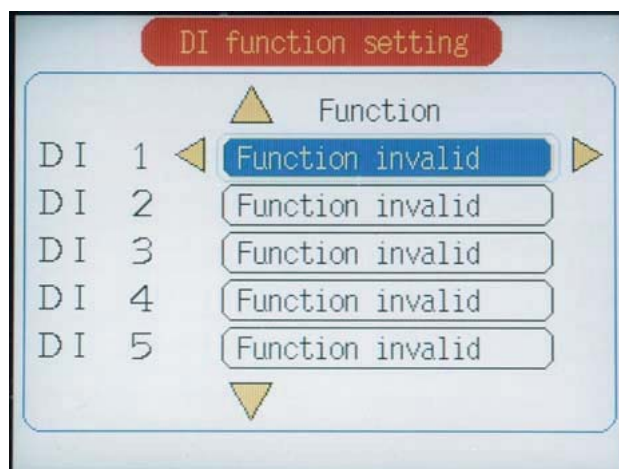 DI function setting
Function
DI 1 Function invalid
DI 2 Function invalid
DI 3 Function invalid
DI 4 Function invalid
DI 5 Function invalid